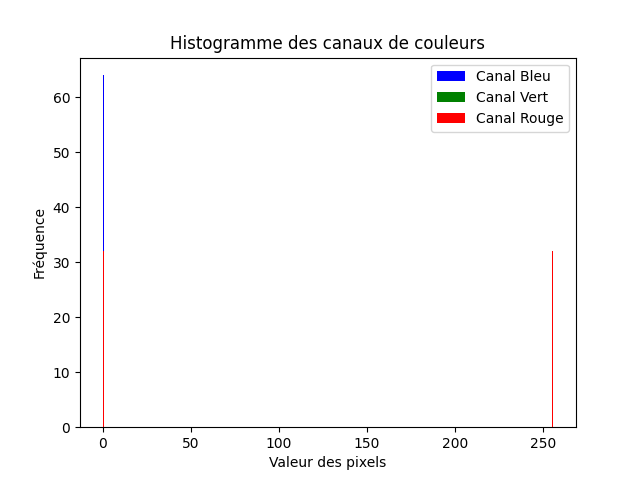 Histogramme des canaux de couleurs
Canal Bleu
Canal Vert
Canal Rouge
Fréquence
60
50
40
30
20
10
0
0 50 100 150 200 250
Valeur des pixels